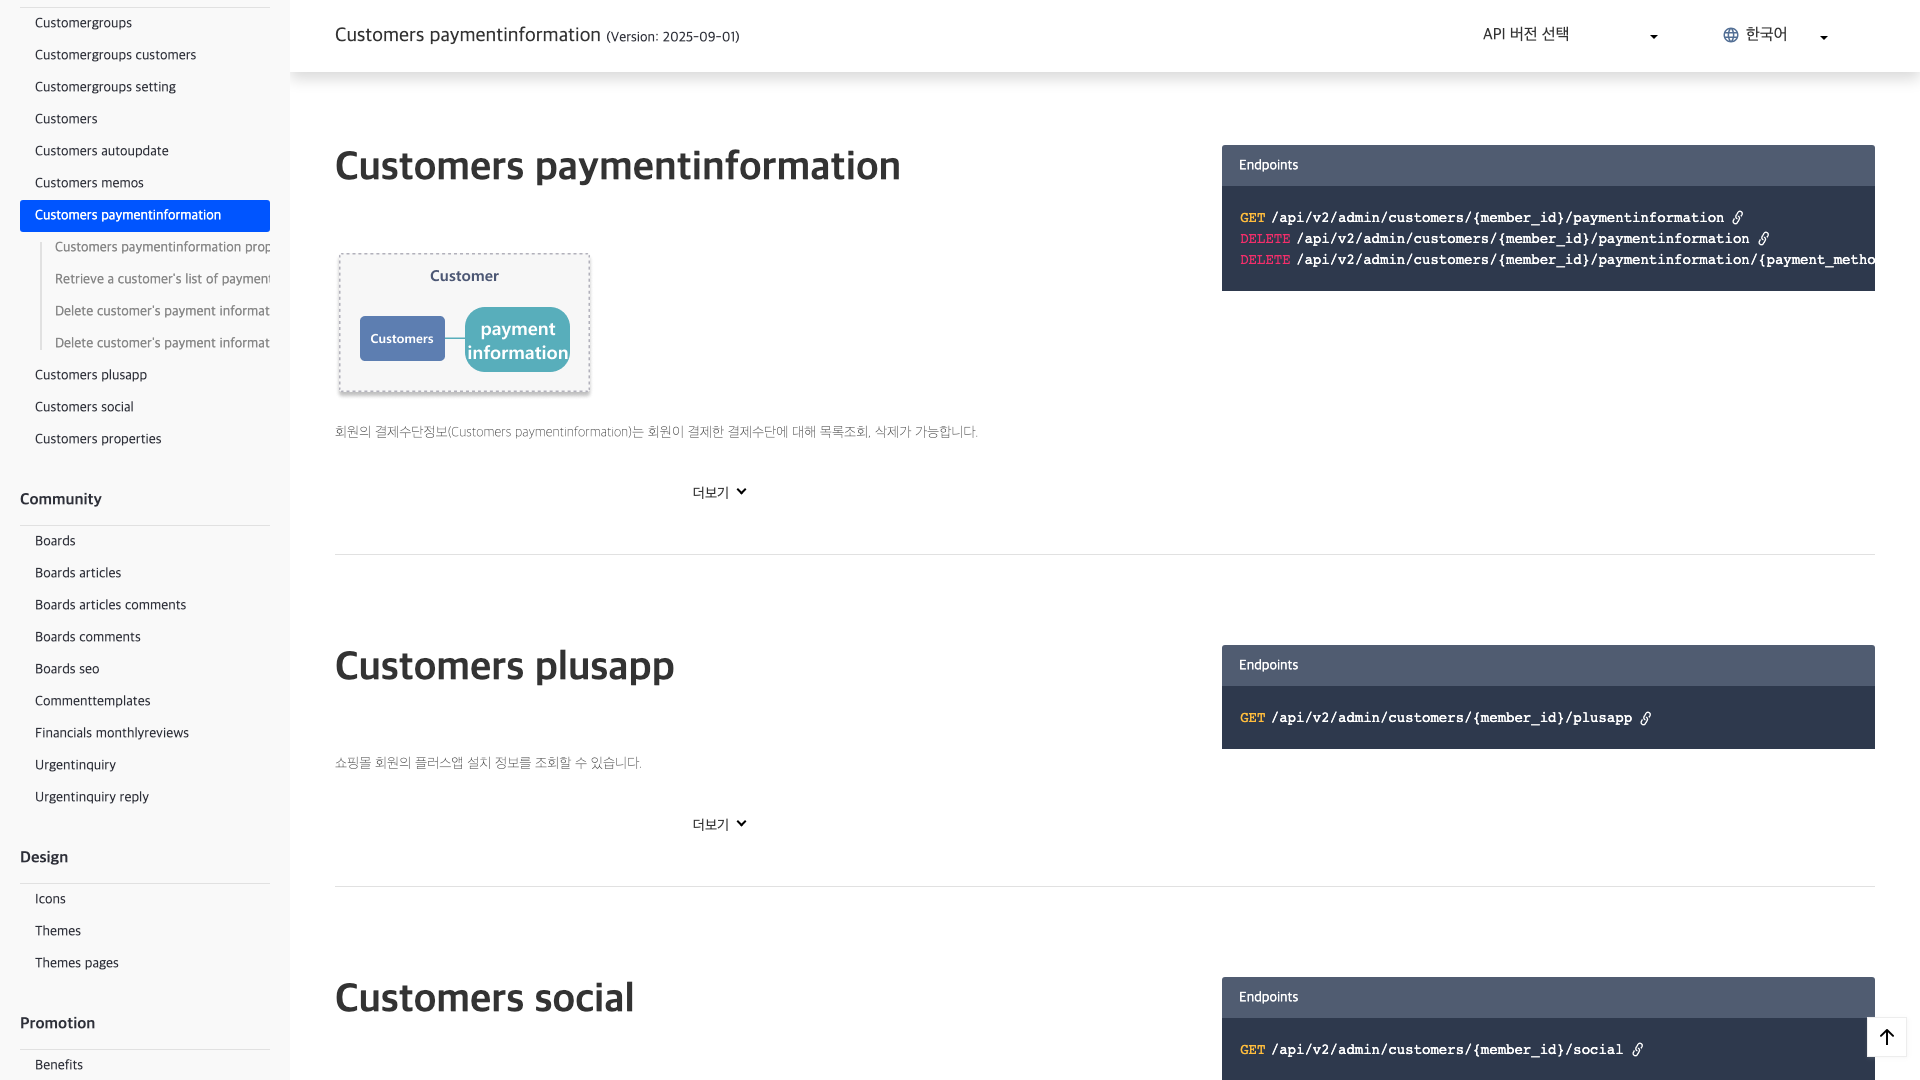 Customergroups
Customergroups customers
Customergroups setting
Customers
Customers autoupdate
Customers memos
Customers paymentinformation
Customers paymentinformation prop
Retrieve a customer's list of payment
Delete customer's payment informat
Delete customer's payment informat
Customers plusapp
Customers social
Customers properties
Community
Boards
Boards articles
Boards articles comments
Boards comments
Boards seo
Commenttemplates
Financials monthlyreviews
Urgentinquiry
Urgentinquiry reply
Design
Icons
Themes
Themes pages
Promotion
Benefits
Customers paymentinformation (Version: 2025-09-01)
API 버전 선택
한국어
Customers paymentinformation
Customer
Customers
payment
information
회원의 결제수단정보(Customers paymentinformation)는 회원이 결제한 결제수단에 대해 목록조회, 삭제가 가능합니다.
더보기
Endpoints
GET /api/v2/admin/customers/{member_id}/paymentinformation
DELETE /api/v2/admin/customers/{member_id}/paymentinformation
DELETE /api/v2/admin/customers/{member_id}/paymentinformation/{payment_metho
Customers plusapp
쇼핑몰 회원의 플러스앱 설치 정보를 조회할 수 있습니다.
더보기
Endpoints
GET /api/v2/admin/customers/{member_id}/plusapp
Customers social
Endpoints
GET /api/v2/admin/customers/{member_id}/social